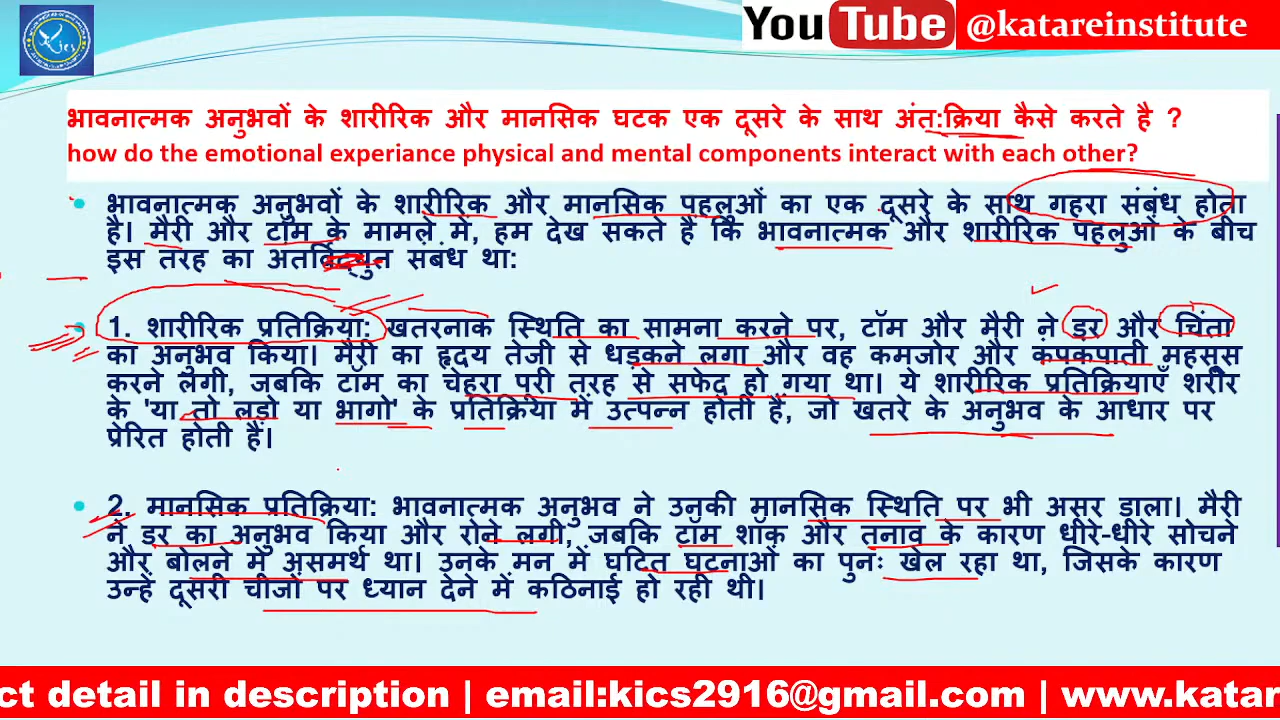 YouTube @katareinstitute
भावनात्मक अनुभवों के शारीरिक और मानसिक घटक एक दूसरे के साथ अंत:क्रिया कैसे करते है ?
how do the emotional experiance physical and mental components interact with each other?
भावनात्मक अनुभवों के शारीरिक और मानसिक पहलुओं का एक दूसरे के साथ गहरा संबंध होता
है। मैरी और टॉम के मामले में, हम देख सकते हैं कि भावनात्मक और शारीरिक पहलुओं के बीच
इस तरह का अंतर्विद्युत संबंध था:
1. शारीरिक प्रतिक्रिया: खतरनाक स्थिति का सामना करने पर, टॉम और मैरी ने डर और चिंता
का अनुभव किया। मैरी का हृदय तेजी से धड़कने लगा और वह कमजोर और कंपकंपाती महसूस
करने लगी, जबकि टॉम का चेहरा पूरी तरह से सफेद हो गया था। ये शारीरिक प्रतिक्रियाएँ शरीर
के 'या तो लड़ो या भागो' के प्रतिक्रिया में उत्पन्न होती हैं, जो खतरे के अनुभव के आधार पर
प्रेरित होती हैं।
2. मानसिक प्रतिक्रिया: भावनात्मक अनुभव ने उनकी मानसिक स्थिति पर भी असर डाला। मैरी
ने डर का अनुभव किया और रोने लगी, जबकि टॉम शॉक और तनाव के कारण धीरे-धीरे सोचने
और बोलने में असमर्थ था। उनके मन में घटित घटनाओं का पुनः खेल रहा था, जिसके कारण
उन्हें दूसरी चीजों पर ध्यान देने में कठिनाई हो रही थी।
ct detail in description | email:kics2916@gmail.com | www.katar